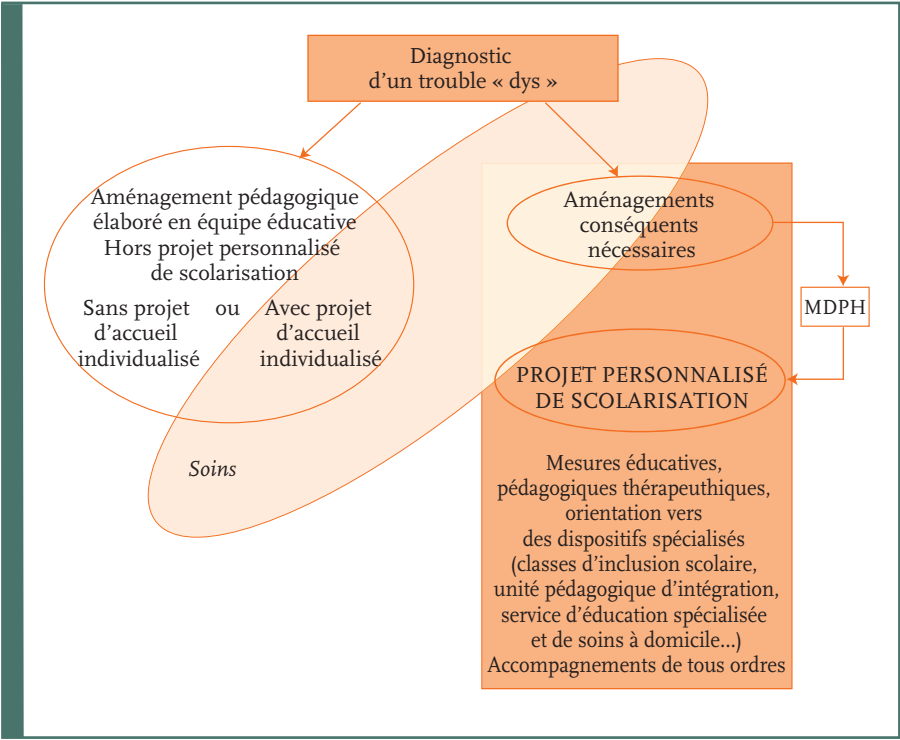 Diagnostic
d'un trouble « dys »
Aménagement pédagogique
élaboré en équipe éducative
Hors projet personnalisé
de scolarisation
Sans projet ou Avec projet
d'accueil d'accueil
individualisé individualisé
Soins
Aménagements
conséquents
nécessaires
MDPH
PROJET PERSONNALISÉ
DE SCOLARISATION
Mesures éducatives,
pédagogiques thérapeuthiques,
orientation vers
des dispositifs spécialisés
(classes d'inclusion scolaire,
unité pédagogique d'intégration,
service d'éducation spécialisée
et de soins à domicile...)
Accompagnements de tous ordres